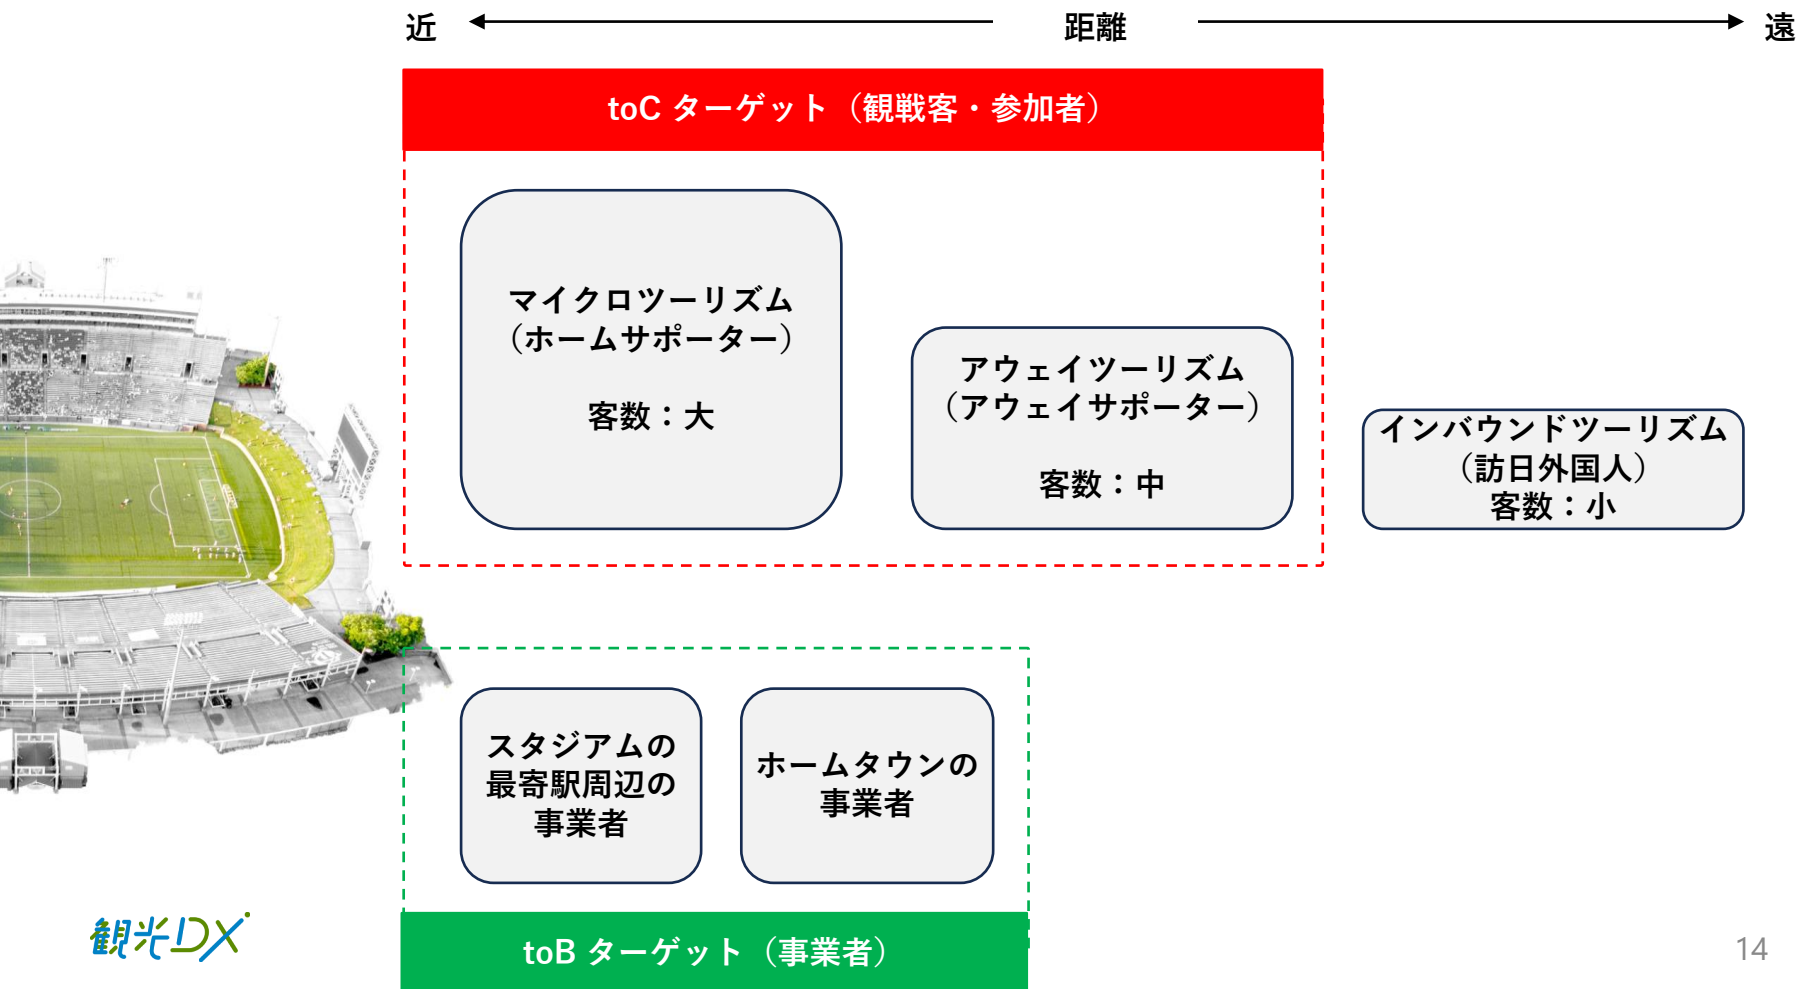 近 距離 遠
toC ターゲット（観戦客・参加者）
マイクロツーリズム
（ホームサポーター）
客数：大
アウェイツーリズム
（アウェイサポーター）
客数：中
インバウンドツーリズム
（訪日外国人）
客数：小
スタジアムの
最寄駅周辺の
事業者
ホームタウンの
事業者
toB ターゲット（事業者）
観光DX
14